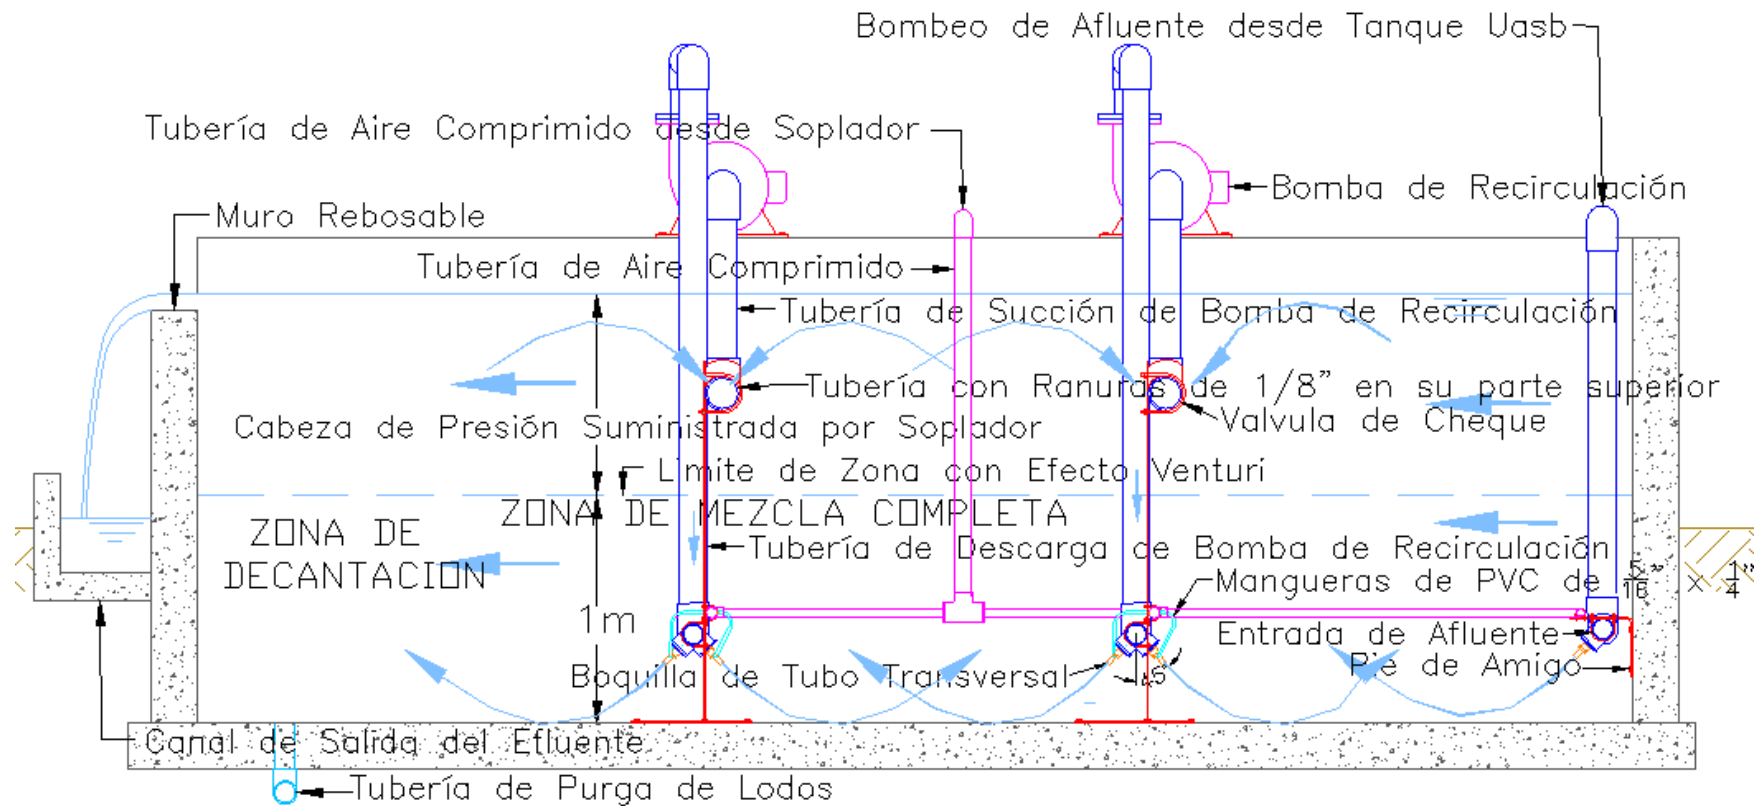 Bombeo de Afluente desde Tanque Uasb
Tubería de Aire Comprimido desde Soplador
Bomba de Recirculación
Muro Rebosable
Tubería de Aire Comprimido
Tubería de Succión de Bomba de Recirculación
Tubería con Ranuras de 1/8" en su parte superior
Valvula de Cheque
Cabeza de Presión Suministrada por Soplador
Límite de Zona con Efecto Venturi
ZONA DE MEZCLA COMPLETA
ZONA DE
DECANTACION
Tubería de Descarga de Bomba de Recirculación
Mangueras de PVC de 5/16" x 1/4"
1m
Entrada de Afluente
Pie de Amigo
Boquilla de Tubo Transversal
45°
Canal de Salida del Efluente
Tubería de Purga de Lodos